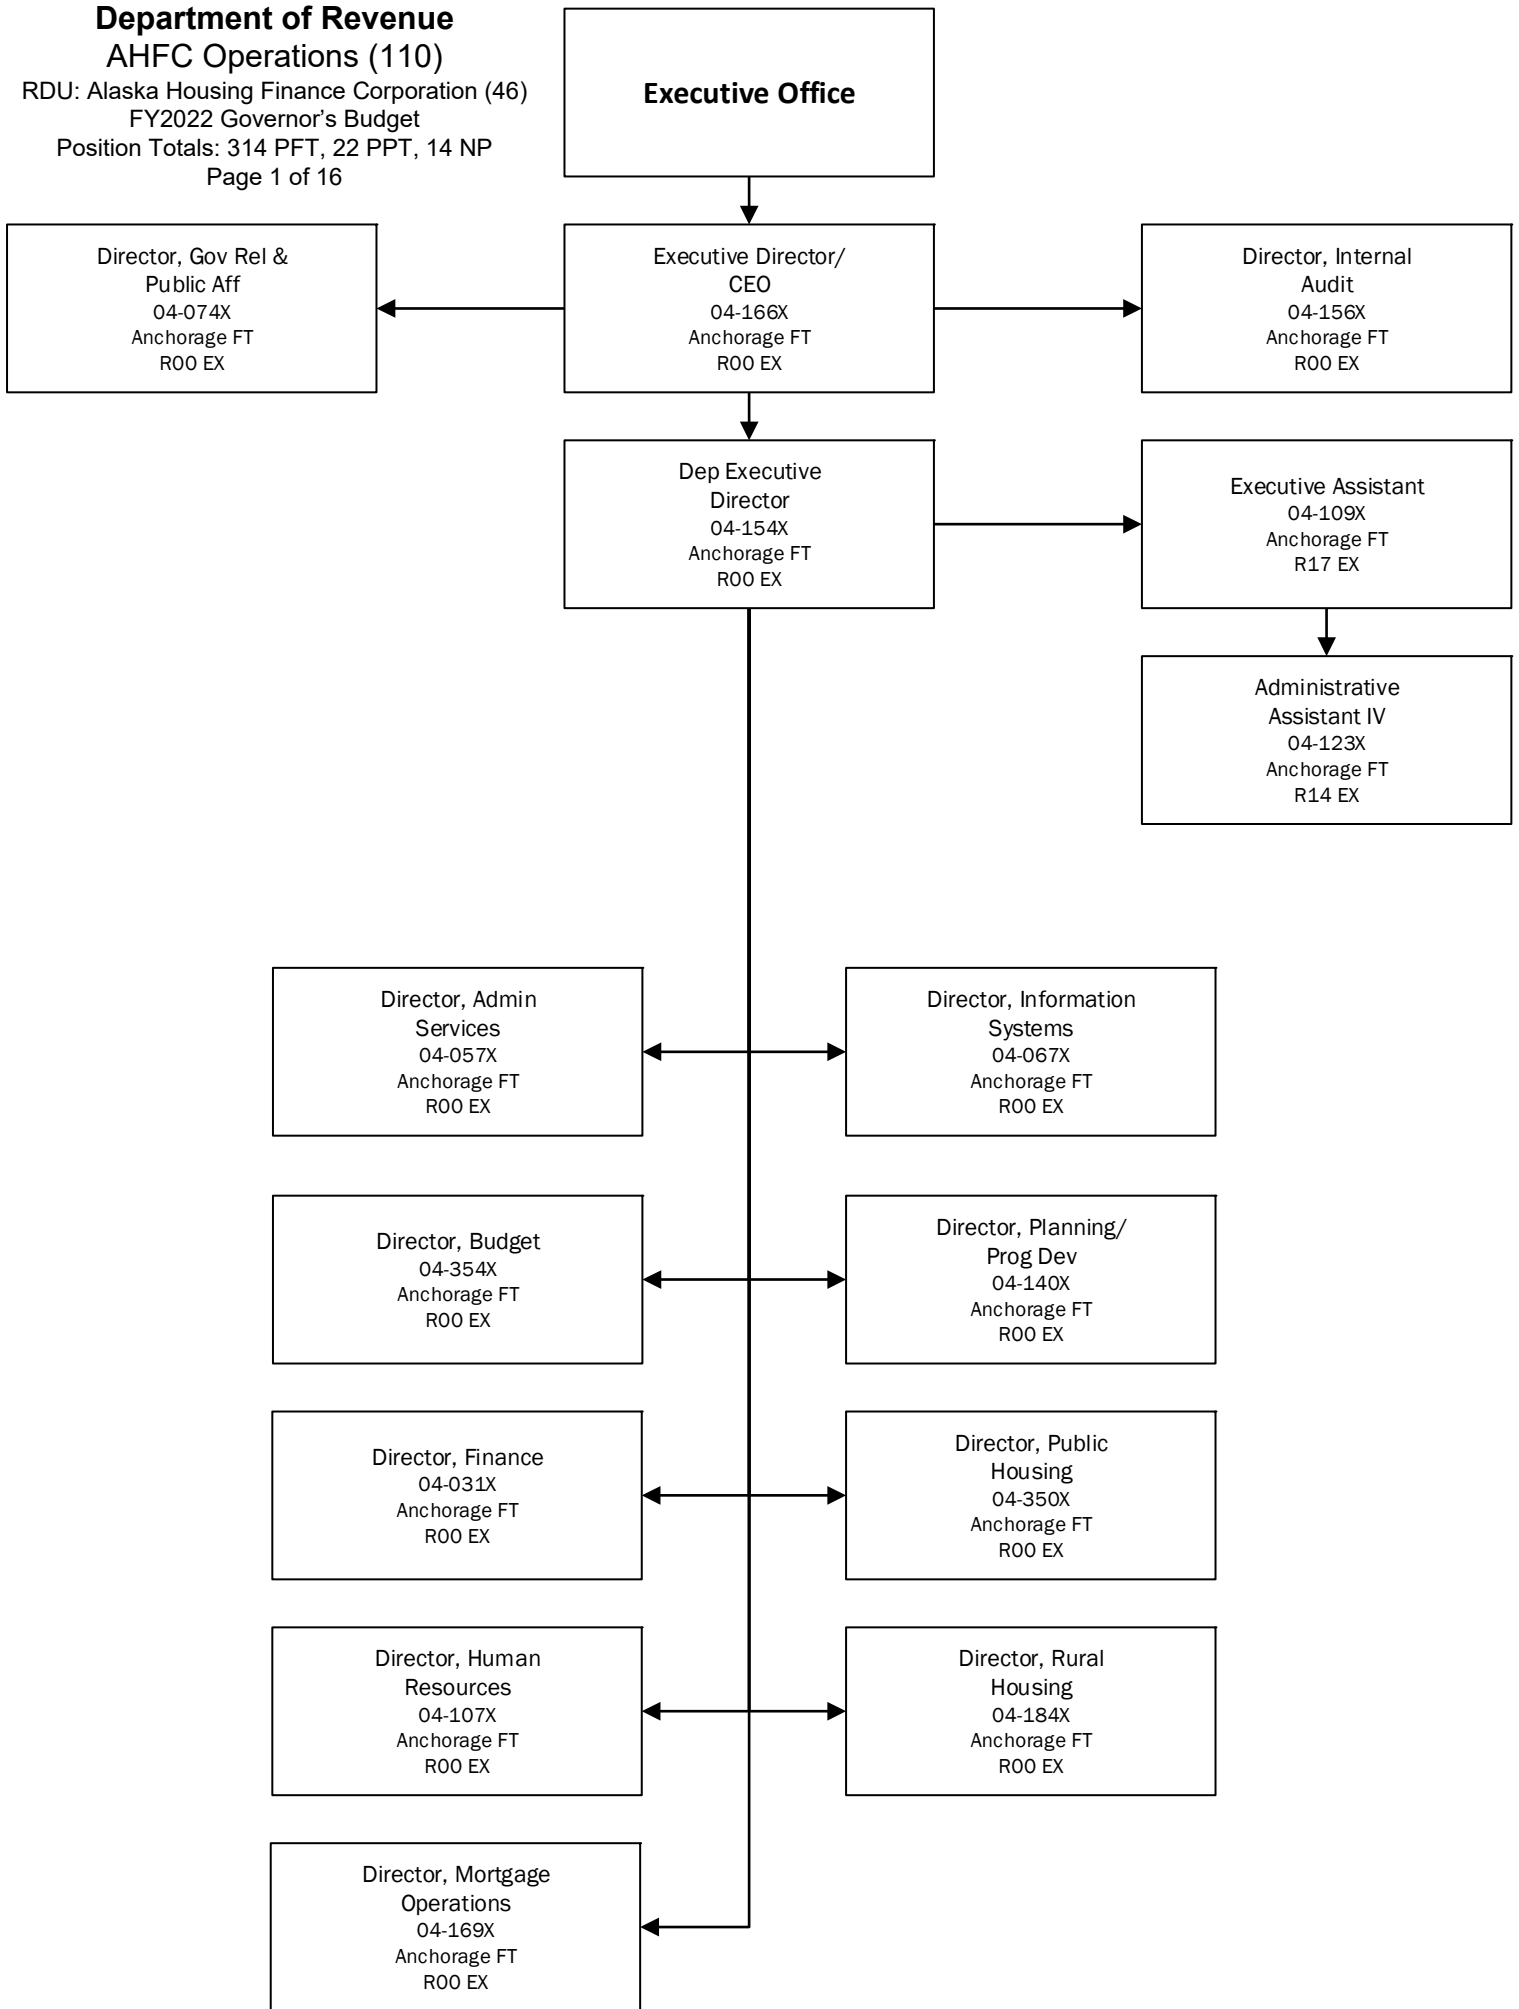 Department of Revenue
AHFC Operations (110)
RDU: Alaska Housing Finance Corporation (46)
FY2022 Governor's Budget
Position Totals: 314 PFT, 22 PPT, 14 NP
Page 1 of 16
Executive Office
Director, Gov Rel &
Public Aff
04-074X
Anchorage FT
R00 EX
Executive Director/
CEO
04-166X
Anchorage FT
R00 EX
Director, Internal
Audit
04-156X
Anchorage FT
R00 EX
Dep Executive
Director
04-154X
Anchorage FT
R00 EX
Executive Assistant
04-109X
Anchorage FT
R17 EX
Administrative
Assistant IV
04-123X
Anchorage FT
R14 EX
Director, Admin
Services
04-057X
Anchorage FT
R00 EX
Director, Information
Systems
04-067X
Anchorage FT
R00 EX
Director, Budget
04-354X
Anchorage FT
R00 EX
Director, Planning/
Prog Dev
04-140X
Anchorage FT
R00 EX
Director, Finance
04-031X
Anchorage FT
R00 EX
Director, Public
Housing
04-350X
Anchorage FT
R00 EX
Director, Human
Resources
04-107X
Anchorage FT
R00 EX
Director, Rural
Housing
04-184X
Anchorage FT
R00 EX
Director, Mortgage
Operations
04-169X
Anchorage FT
R00 EX